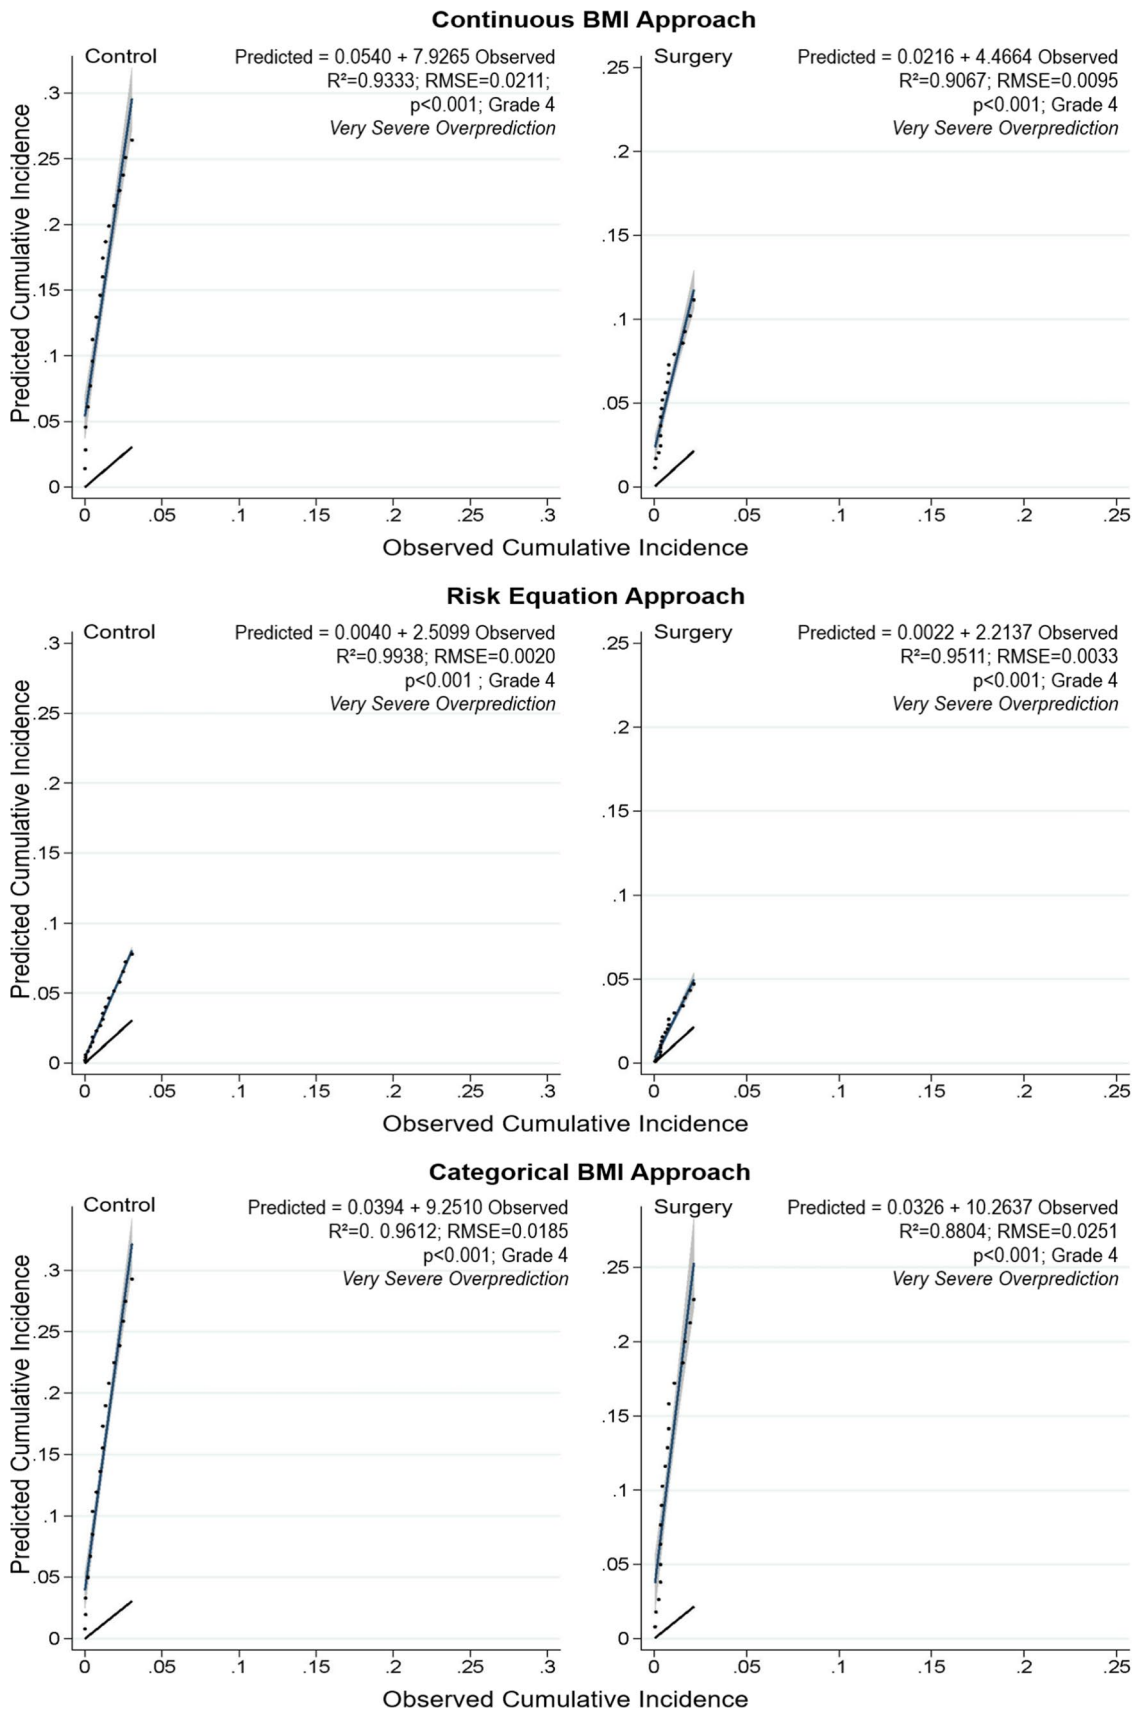 Continuous BMI Approach
Control
Predicted = 0.0540 + 7.9265 Observed
R²=0.9333; RMSE=0.0211;
p<0.001; Grade 4
Very Severe Overprediction
Predicted Cumulative Incidence
.3
.25
.2
.15
.1
.05
0
0 .05 .1 .15 .2 .25 .3
Surgery
Predicted = 0.0216 + 4.4664 Observed
R²=0.9067; RMSE=0.0095
p<0.001; Grade 4
Very Severe Overprediction
.25
.2
.15
.1
.05
0
0 .05 .1 .15 .2 .25
Observed Cumulative Incidence
Risk Equation Approach
Control
Predicted = 0.0040 + 2.5099 Observed
R²=0.9938; RMSE=0.0020
p<0.001 ; Grade 4
Very Severe Overprediction
Predicted Cumulative Incidence
.3
.25
.2
.15
.1
.05
0
0 .05 .1 .15 .2 .25 .3
Surgery
Predicted = 0.0022 + 2.2137 Observed
R²=0.9511; RMSE=0.0033
p<0.001; Grade 4
Very Severe Overprediction
.25
.2
.15
.1
.05
0
0 .05 .1 .15 .2 .25
Observed Cumulative Incidence
Categorical BMI Approach
Control
Predicted = 0.0394 + 9.2510 Observed
R²=0. 0.9612; RMSE=0.0185
p<0.001; Grade 4
Very Severe Overprediction
Predicted Cumulative Incidence
.3
.25
.2
.15
.1
.05
0
0 .05 .1 .15 .2 .25 .3
Surgery
Predicted = 0.0326 + 10.2637 Observed
R²=0.8804; RMSE=0.0251
p<0.001; Grade 4
Very Severe Overprediction
.25
.2
.15
.1
.05
0
0 .05 .1 .15 .2 .25
Observed Cumulative Incidence